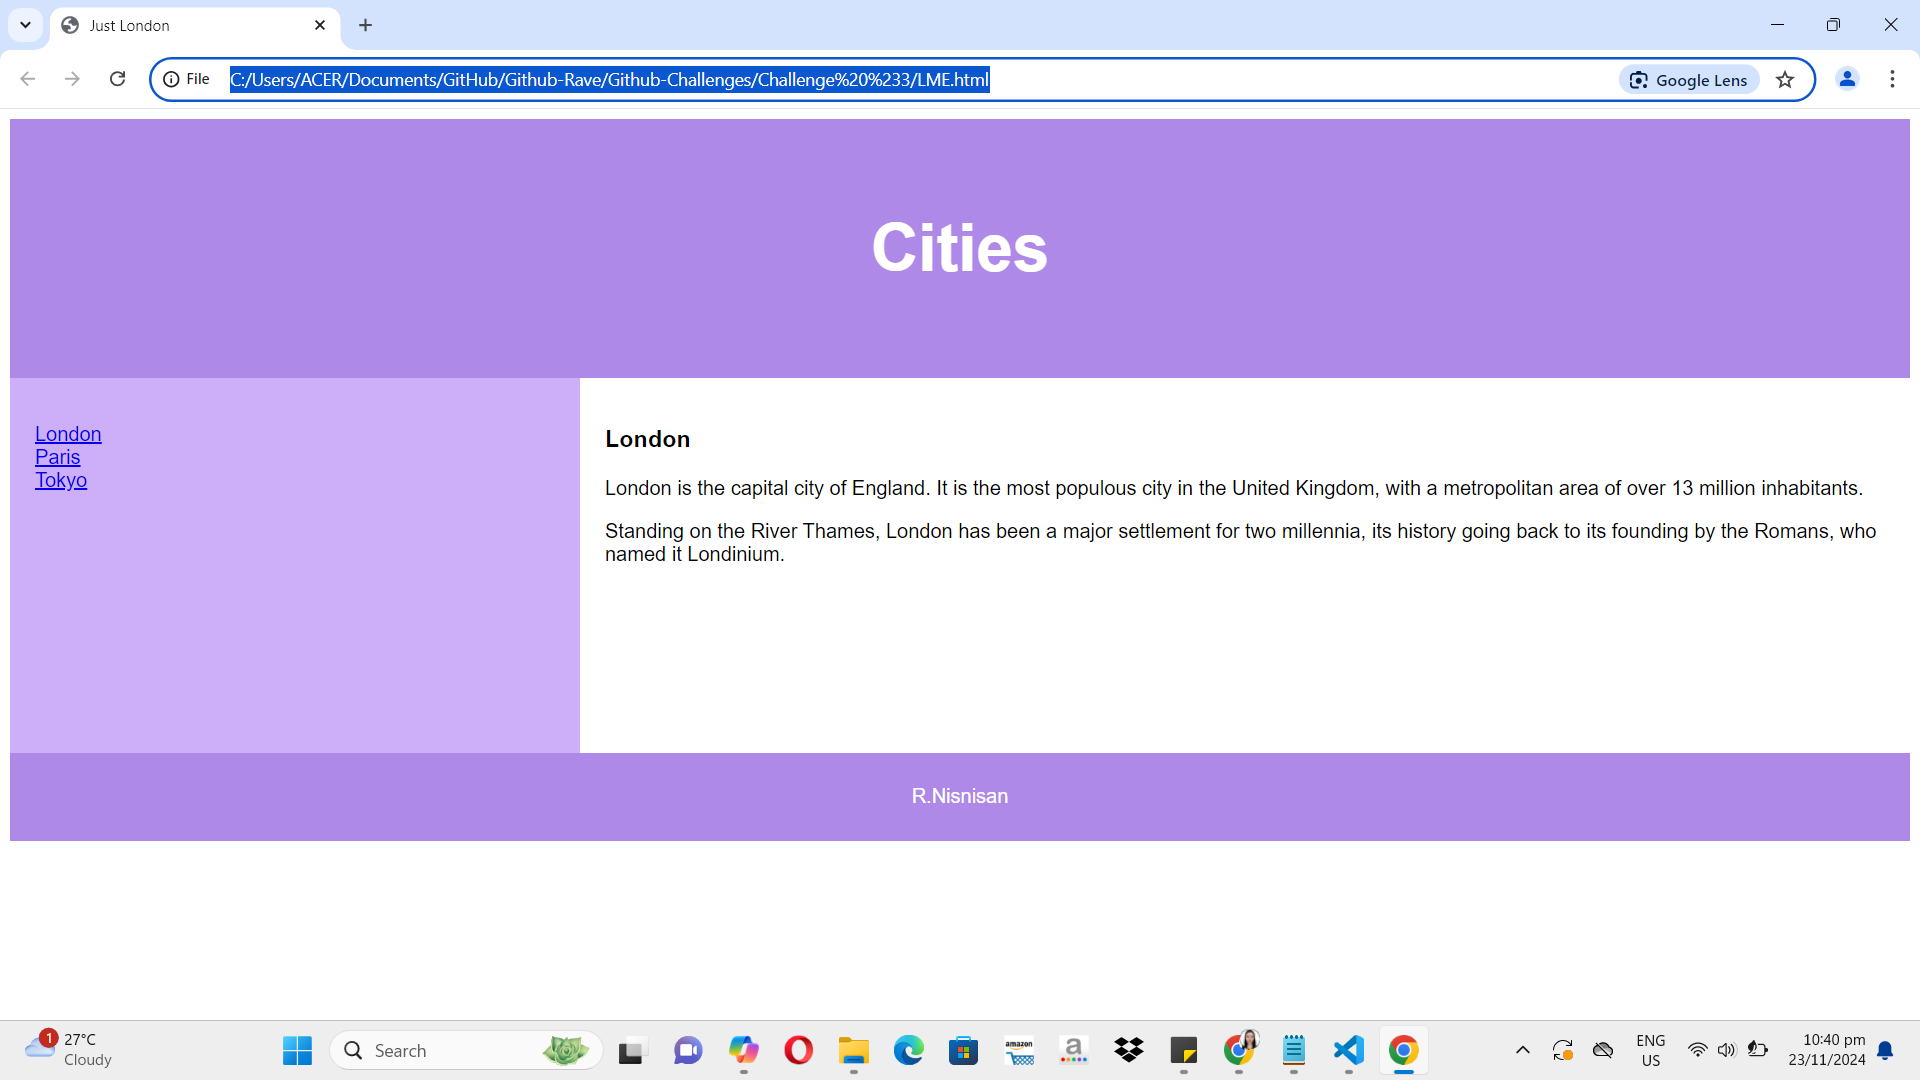 Just London
File
C:/Users/ACER/Documents/GitHub/Github-Rave/Github-Challenges/Challenge%20%233/LME.html
Google Lens
Cities
London
Paris
Tokyo
London
London is the capital city of England. It is the most populous city in the United Kingdom, with a metropolitan area of over 13 million inhabitants.
Standing on the River Thames, London has been a major settlement for two millennia, its history going back to its founding by the Romans, who
named it Londinium.
R.Nisnisan
1
27°C
Cloudy
Search
amazon
a
ENG
US
10:40 pm
23/11/2024